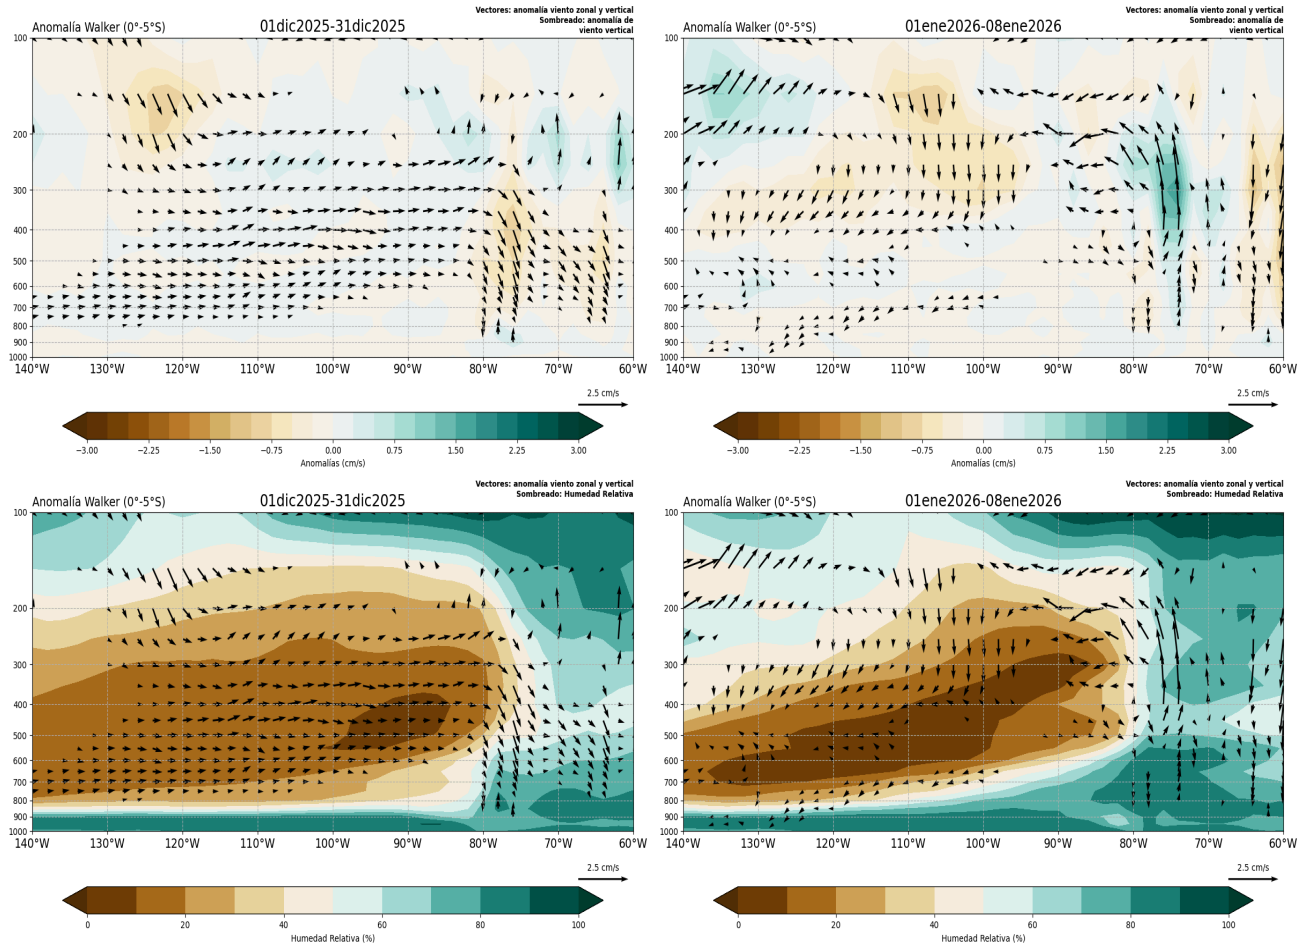 Vectores: anomalía viento zonal y vertical
Sombreado: anomalía de
viento vertical
Anomalía Walker (0°-5°S)
01dic2025-31dic2025
100
200
300
400
500
600
700
800
900
1000
140°W 130°W 120°W 110°W 100°W 90°W 80°W 70°W 60°W
2.5 cm/s
−3.00 −2.25 −1.50 −0.75 0.00 0.75 1.50 2.25 3.00
Anomalías (cm/s)
Vectores: anomalía viento zonal y vertical
Sombreado: anomalía de
viento vertical
Anomalía Walker (0°-5°S)
01ene2026-08ene2026
100
200
300
400
500
600
700
800
900
1000
140°W 130°W 120°W 110°W 100°W 90°W 80°W 70°W 60°W
2.5 cm/s
−3.00 −2.25 −1.50 −0.75 0.00 0.75 1.50 2.25 3.00
Anomalías (cm/s)
Vectores: anomalía viento zonal y vertical
Sombreado: Humedad Relativa
Anomalía Walker (0°-5°S)
01dic2025-31dic2025
100
200
300
400
500
600
700
800
900
1000
140°W 130°W 120°W 110°W 100°W 90°W 80°W 70°W 60°W
2.5 cm/s
0 20 40 60 80 100
Humedad Relativa (%)
Vectores: anomalía viento zonal y vertical
Sombreado: Humedad Relativa
Anomalía Walker (0°-5°S)
01ene2026-08ene2026
100
200
300
400
500
600
700
800
900
1000
140°W 130°W 120°W 110°W 100°W 90°W 80°W 70°W 60°W
2.5 cm/s
0 20 40 60 80 100
Humedad Relativa (%)